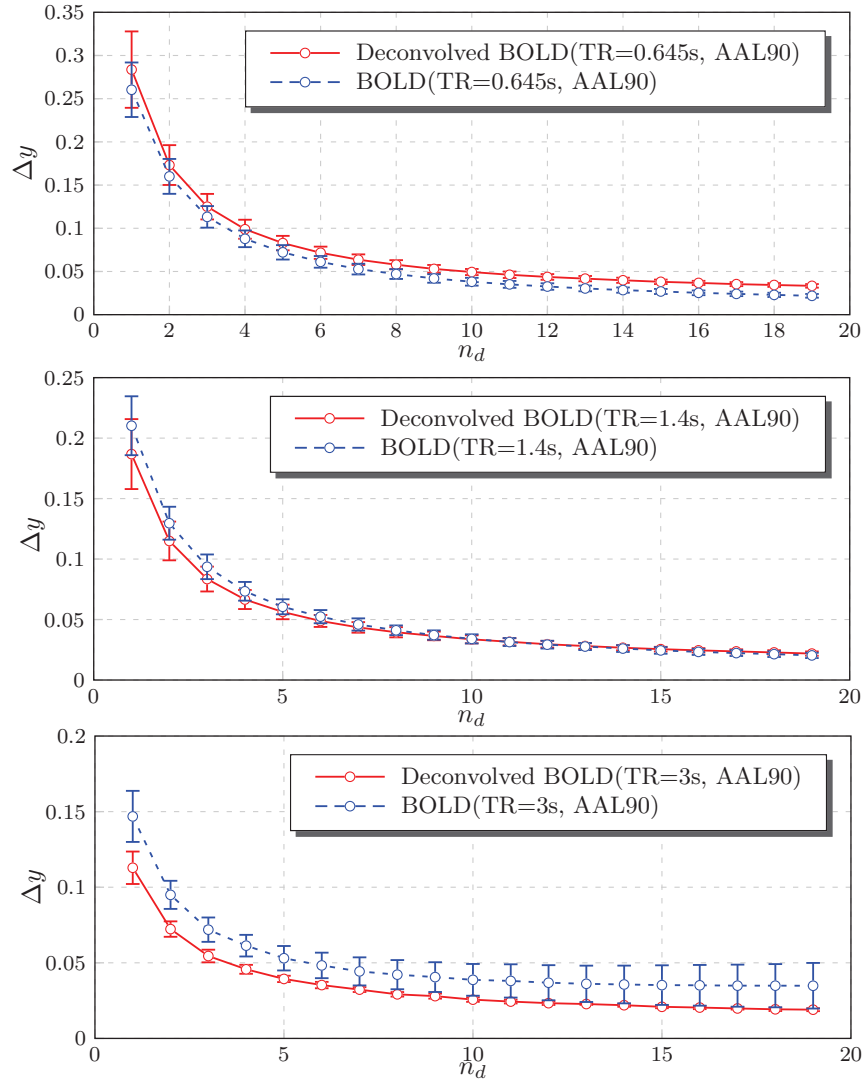 0.35
0.3
0.25
0.2
0.15
0.1
0.05
0
Δy
Deconvolved BOLD(TR=0.645s, AAL90)
BOLD(TR=0.645s, AAL90)
0 2 4 6 8 10 12 14 16 18 20
n_d
0.25
0.2
0.15
0.1
0.05
0
Δy
Deconvolved BOLD(TR=1.4s, AAL90)
BOLD(TR=1.4s, AAL90)
0 5 10 15 20
n_d
0.2
0.15
0.1
0.05
0
Δy
Deconvolved BOLD(TR=3s, AAL90)
BOLD(TR=3s, AAL90)
0 5 10 15 20
n_d